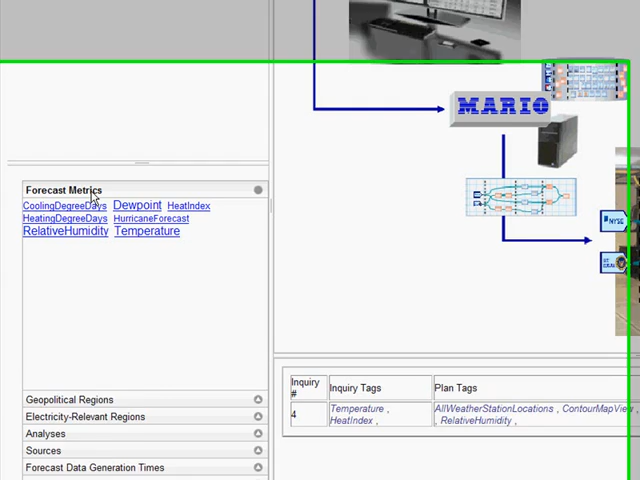 MARIO
Forecast Metrics
CoolingDegreeDays Dewpoint HeatIndex
HeatingDegreeDays HurricaneForecast
RelativeHumidity Temperature
NYSE
Inquiry # Inquiry Tags Plan Tags
4 Temperature , AllWeatherStationLocations , ContourMapView ,
HeatIndex , , RelativeHumidity ,
Geopolitical Regions
Electricity-Relevant Regions
Analyses
Sources
Forecast Data Generation Times